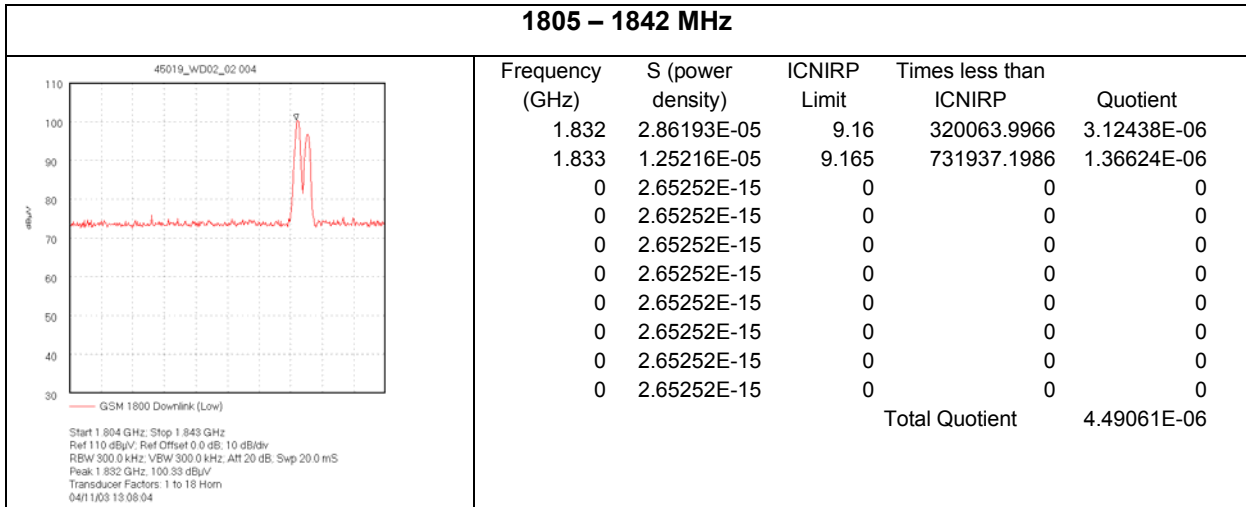 1805 – 1842 MHz
45019_WD02_02 004
110
100
90
80
70
60
50
40
30
dBµV
GSM 1800 Downlink (Low)
Start 1.804 GHz; Stop 1.843 GHz
Ref 110 dBµV; Ref Offset 0.0 dB; 10 dB/div
RBW 300.0 kHz; VBW 300.0 kHz; Att 20 dB; Swp 20.0 mS
Peak 1.832 GHz, 100.33 dBµV
Transducer Factors: 1 to 18 Horn
04/11/03 13:08:04
Frequency S (power ICNIRP Times less than
(GHz) density) Limit ICNIRP Quotient
1.832 2.86193E-05 9.16 320063.9966 3.12438E-06
1.833 1.25216E-05 9.165 731937.1986 1.36624E-06
0 2.65252E-15 0 0 0
0 2.65252E-15 0 0 0
0 2.65252E-15 0 0 0
0 2.65252E-15 0 0 0
0 2.65252E-15 0 0 0
0 2.65252E-15 0 0 0
0 2.65252E-15 0 0 0
0 2.65252E-15 0 0 0
Total Quotient 4.49061E-06